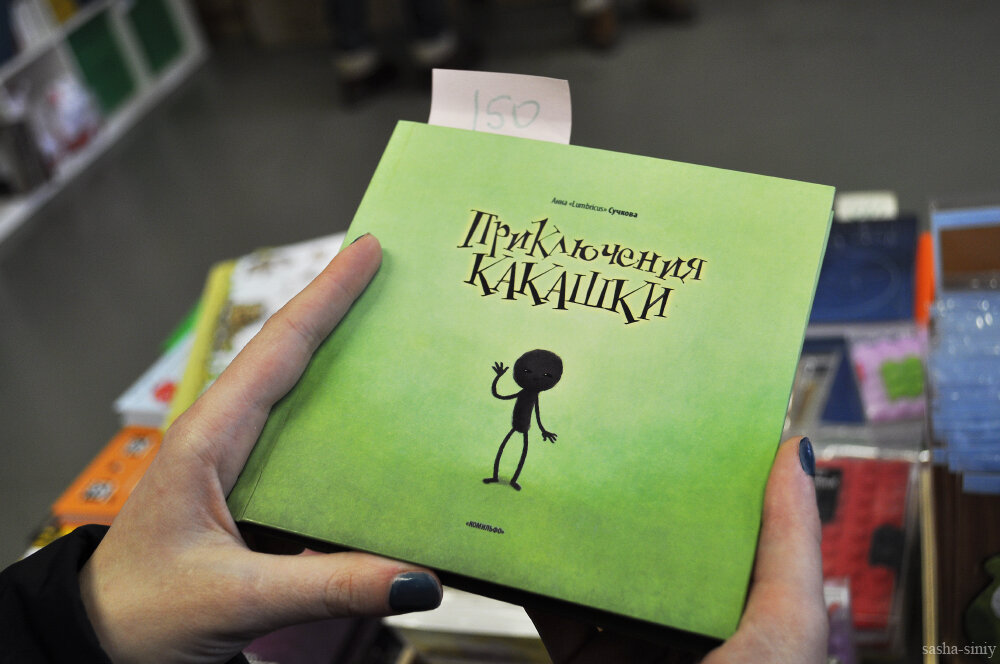 150
Анна «Lumbricus» Сучкова
Приключения
КАКАШКИ
«КОМИЛЬФО»
sasha-siniy